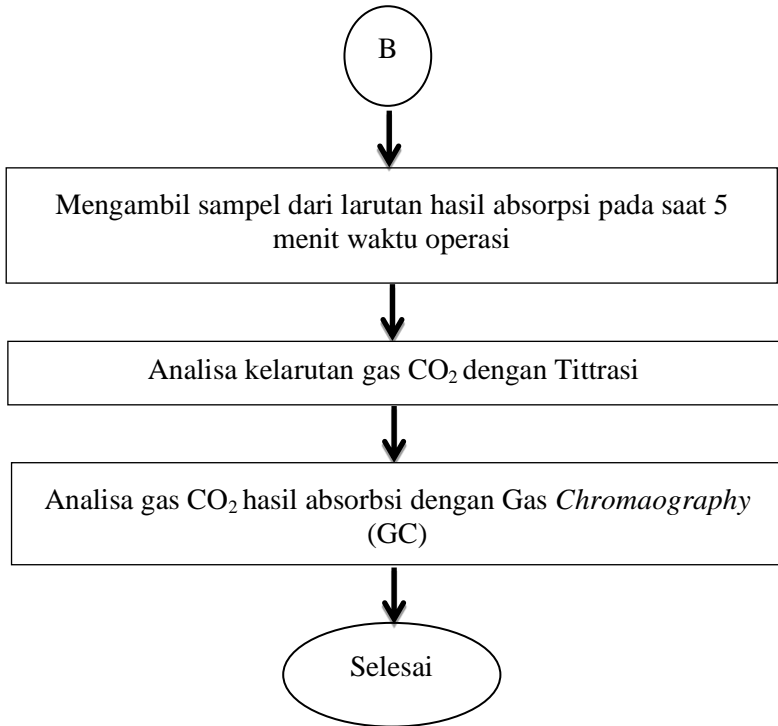 B
Mengambil sampel dari larutan hasil absorpsi pada saat 5
menit waktu operasi
Analisa kelarutan gas CO₂ dengan Tittrasi
Analisa gas CO₂ hasil absorbsi dengan Gas Chromaography
(GC)
Selesai